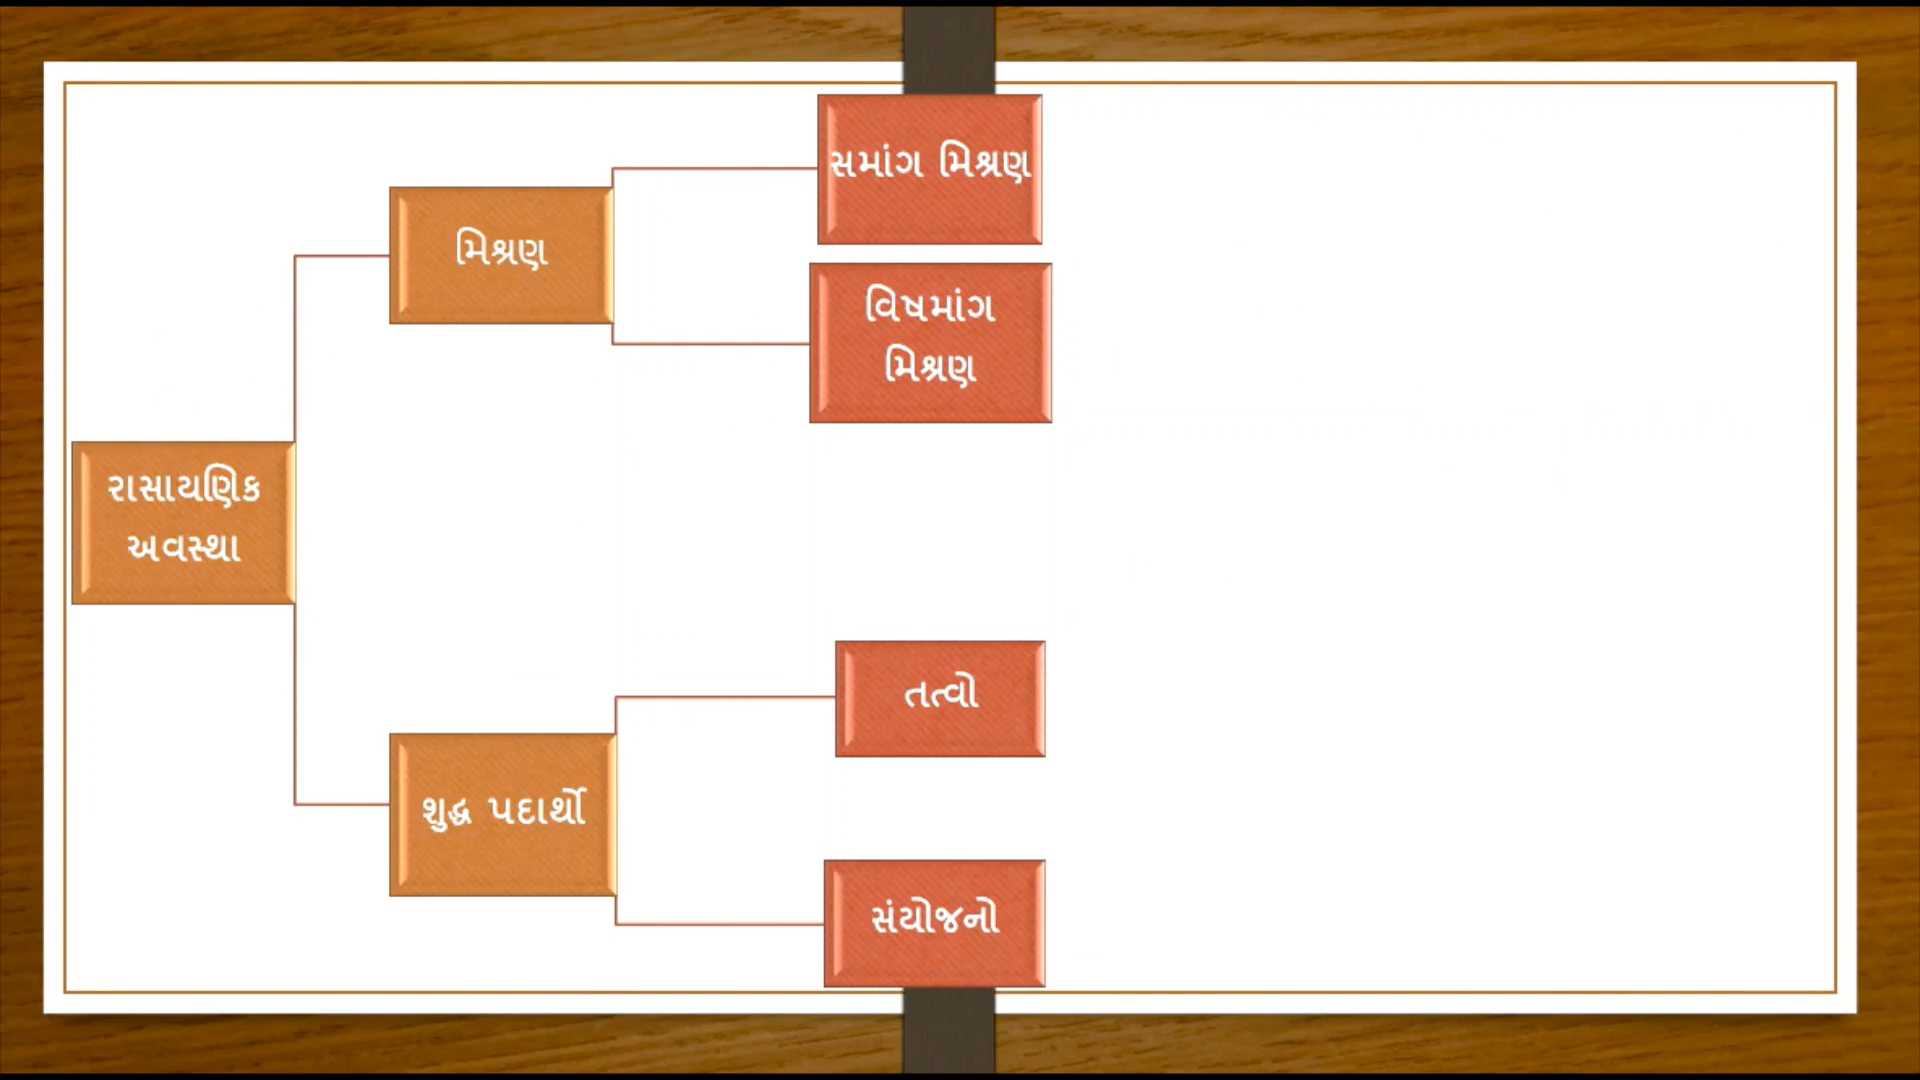 સમાંગ મિશ્રણ
મિશ્રણ
વિષમાંગ
મિશ્રણ
રાસાયણિક
અવસ્થા
તત્વો
શુદ્ધ પદાર્થો
સંયોજનો